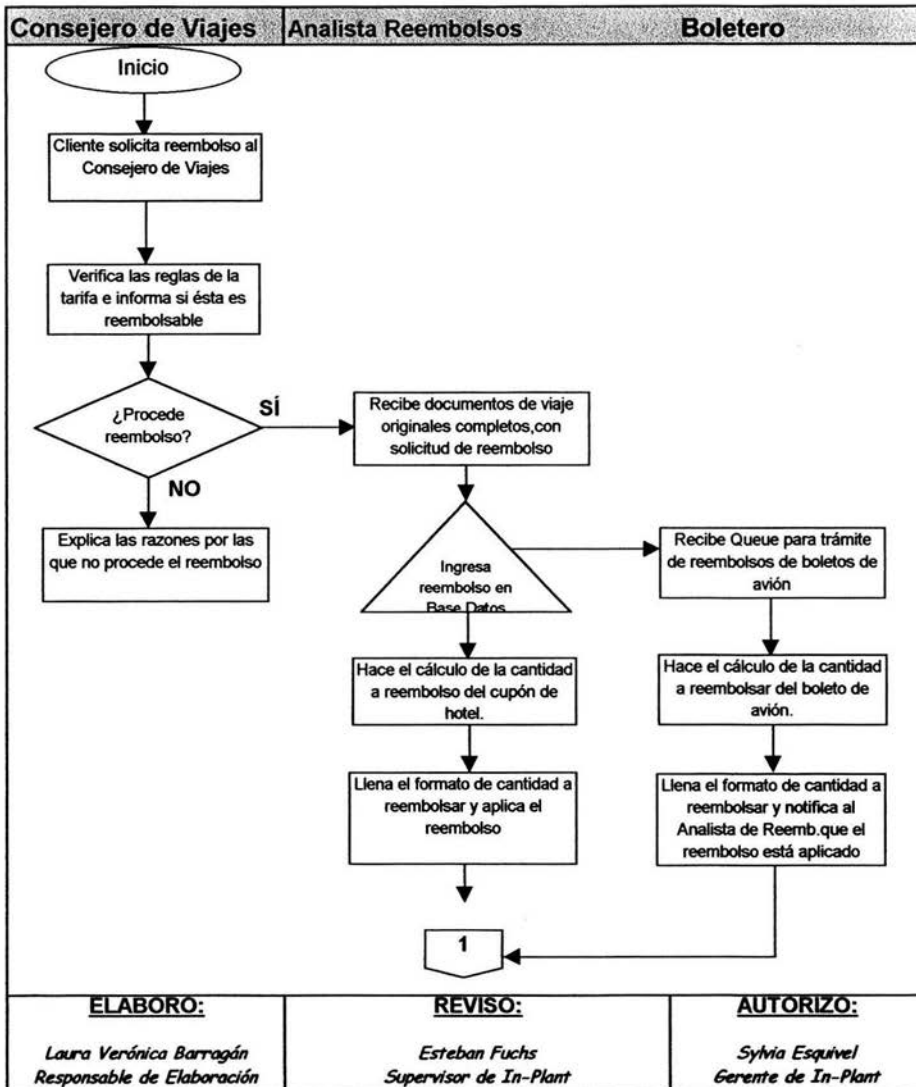 Consejero de Viajes
Analista Reembolsos
Boletero
Inicio
Cliente solicita reembolso al
Consejero de Viajes
Verifica las reglas de la
tarifa e informa si ésta es
reembolsable
¿Procede
reembolso?
SÍ
NO
Explica las razones por las
que no procede el reembolso
Recibe documentos de viaje
originales completos,con
solicitud de reembolso
Ingresa
reembolso en
Base Datos
Hace el cálculo de la cantidad
a reembolso del cupón de
hotel.
Llena el formato de cantidad a
reembolsar y aplica el
reembolso
Recibe Queue para trámite
de reembolsos de boletos de
avión
Hace el cálculo de la cantidad
a reembolsar del boleto de
avión.
Llena el formato de cantidad a
reembolsar y notifica al
Analista de Reemb.que el
reembolso está aplicado
1
ELABORO:
Laura Verónica Barragán
Responsable de Elaboración
REVISO:
Esteban Fuchs
Supervisor de In-Plant
AUTORIZO:
Sylvia Esquivel
Gerente de In-Plant